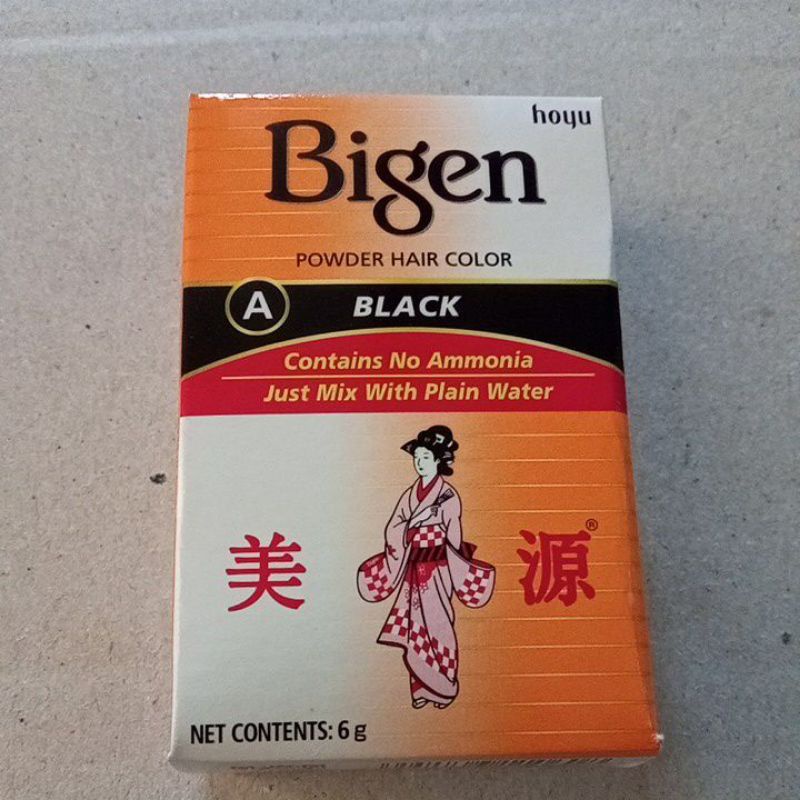 hoyu
Bigen
POWDER HAIR COLOR
A BLACK
Contains No Ammonia
Just Mix With Plain Water
美 源®
NET CONTENTS: 6 g